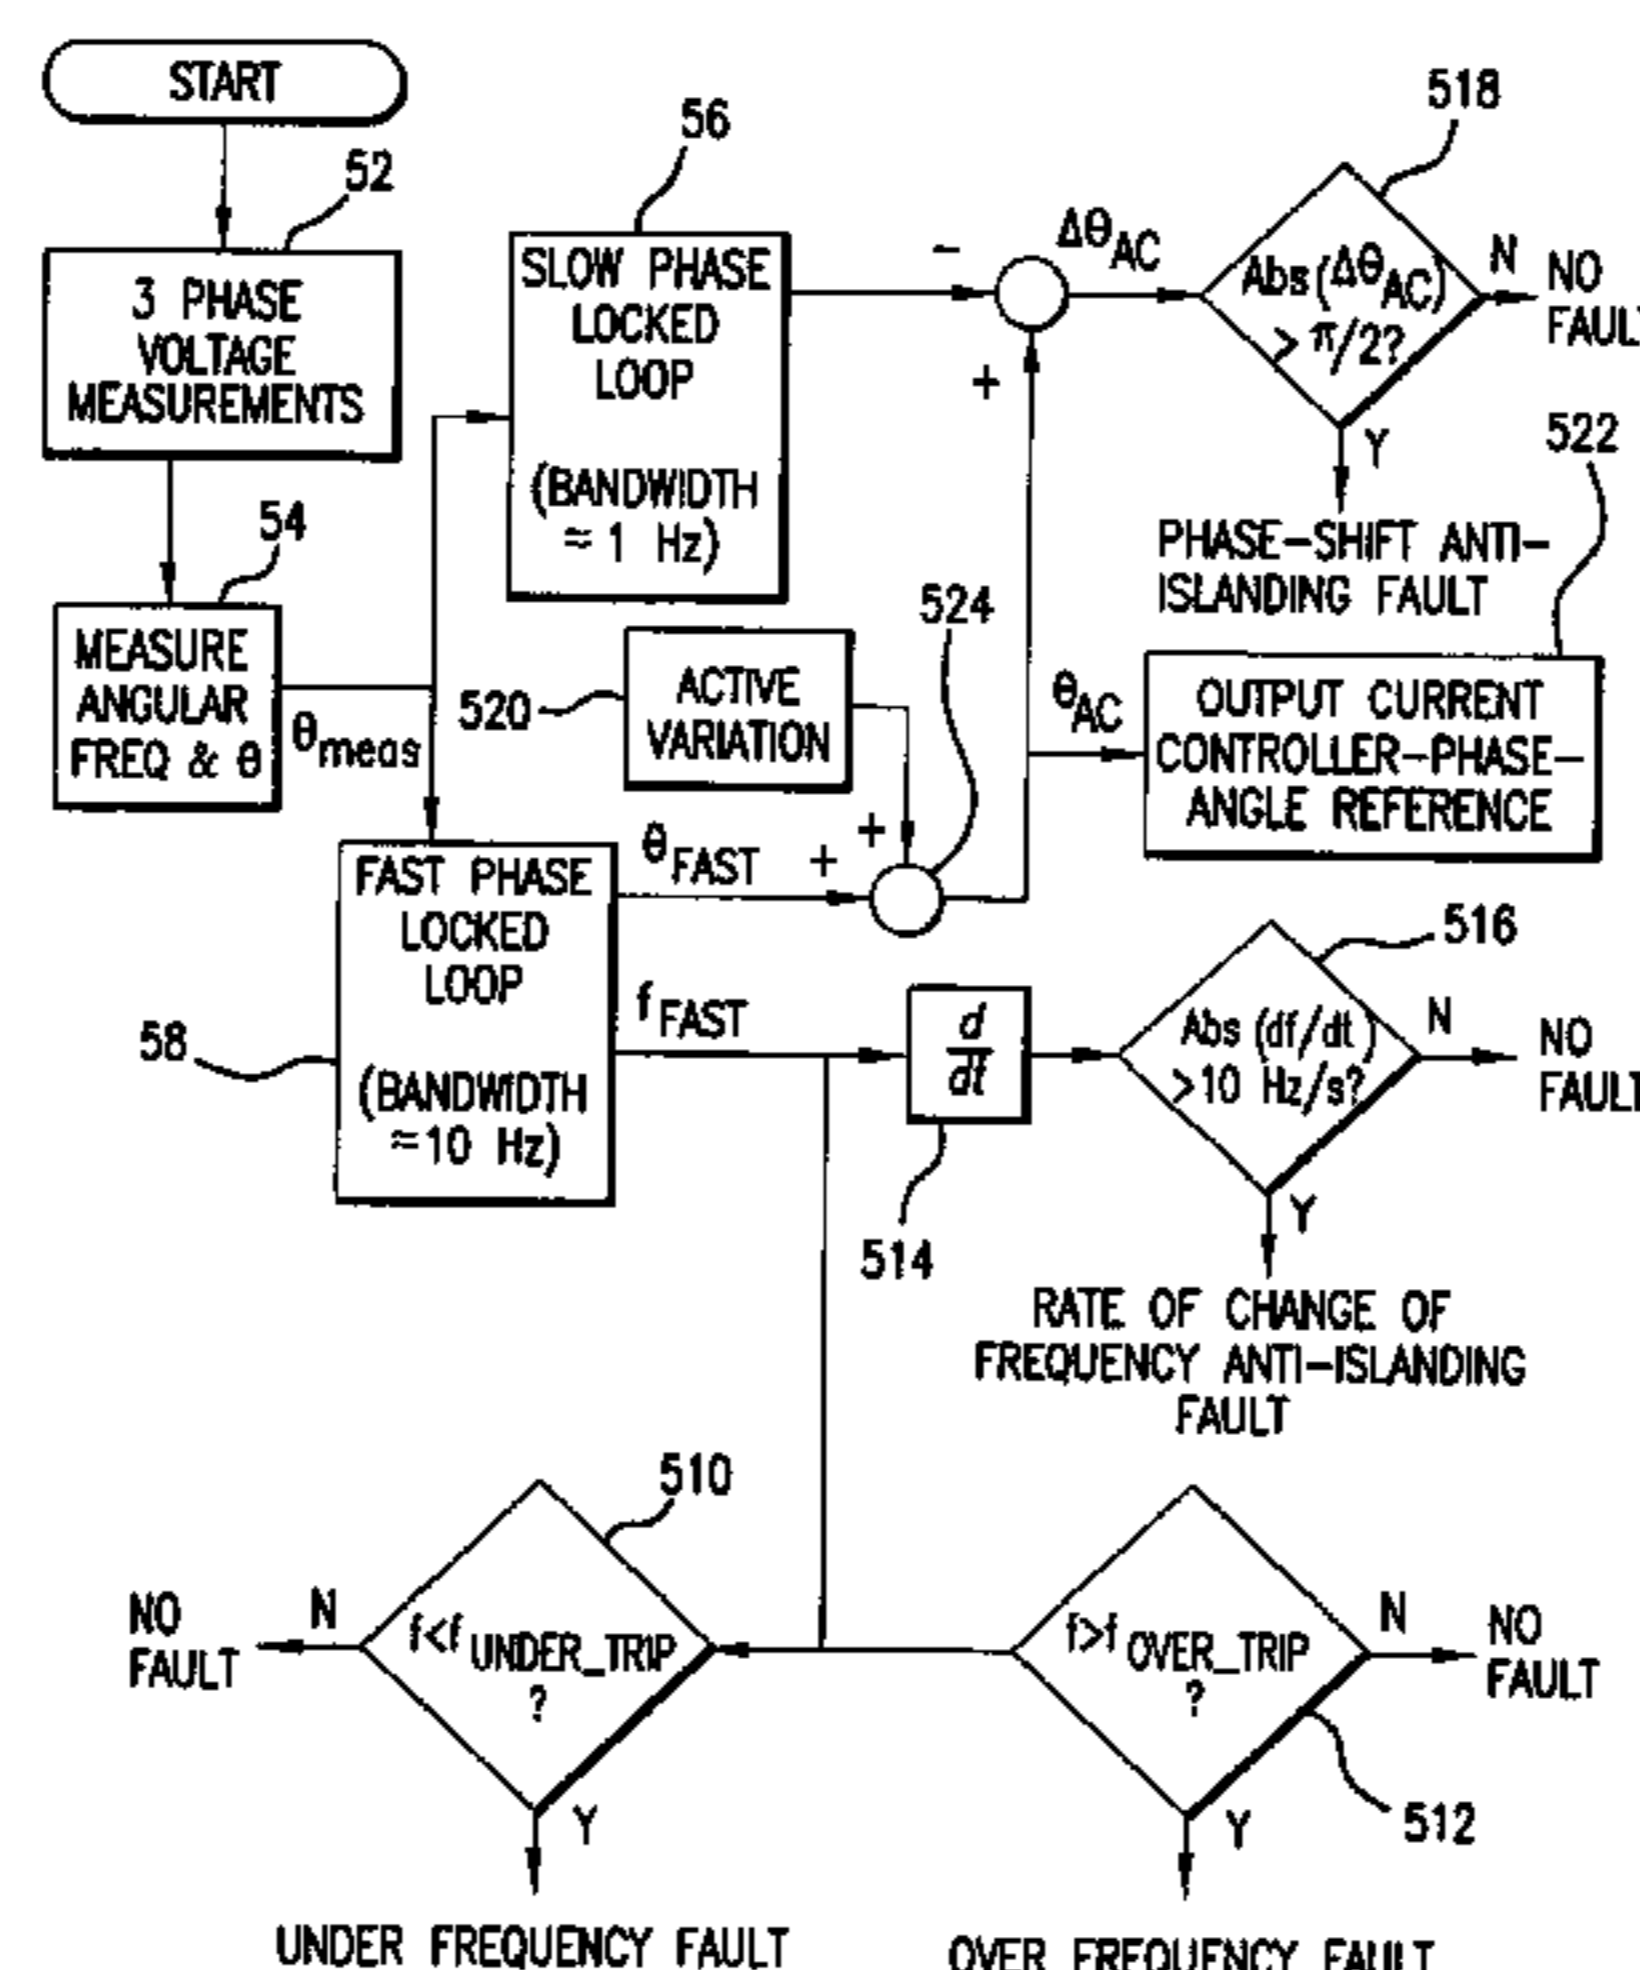 START
52
3 PHASE
VOLTAGE
MEASUREMENTS
54
MEASURE
ANGULAR
FREQ & θ
θmeas
56
SLOW PHASE
LOCKED
LOOP
(BANDWIDTH
≈ 1 Hz)
-
+
ΔθAC
518
Abs(ΔθAC)
> π/2?
N
NO
Y
PHASE-SHIFT ANTI-
ISLANDING FAULT
522
θAC
OUTPUT CURRENT
CONTROLLER-PHASE-
ANGLE REFERENCE
520
ACTIVE
VARIATION
524
+
+
θFAST
FAST PHASE
LOCKED
LOOP
(BANDWIDTH
≈10 Hz)
58
fFAST
d
dt
514
516
Abs (df/dt)
>10 Hz/s?
N
NO
FAULT
Y
RATE OF CHANGE OF
FREQUENCY ANTI-ISLANDING
FAULT
510
f<fUNDER_TRIP
?
N
NO
FAULT
Y
UNDER FREQUENCY FAULT
f>fOVER_TRIP
?
N
NO
FAULT
512
Y
OVER FREQUENCY FAULT